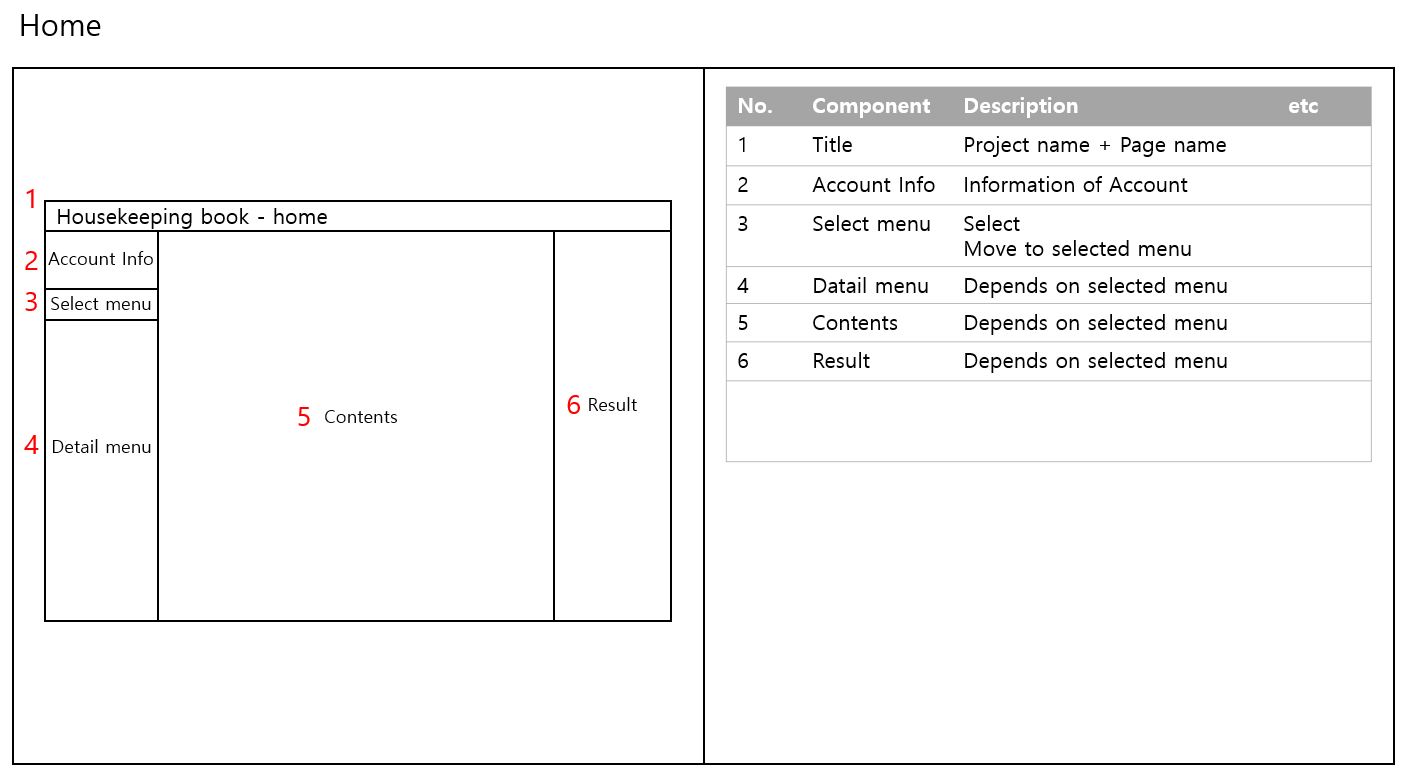 Home
1
Housekeeping book - home
2
Account Info
3
Select menu
4
Detail menu
5 Contents
6 Result
No. Component Description etc
1 Title Project name + Page name
2 Account Info Information of Account
3 Select menu Select
Move to selected menu
4 Datail menu Depends on selected menu
5 Contents Depends on selected menu
6 Result Depends on selected menu